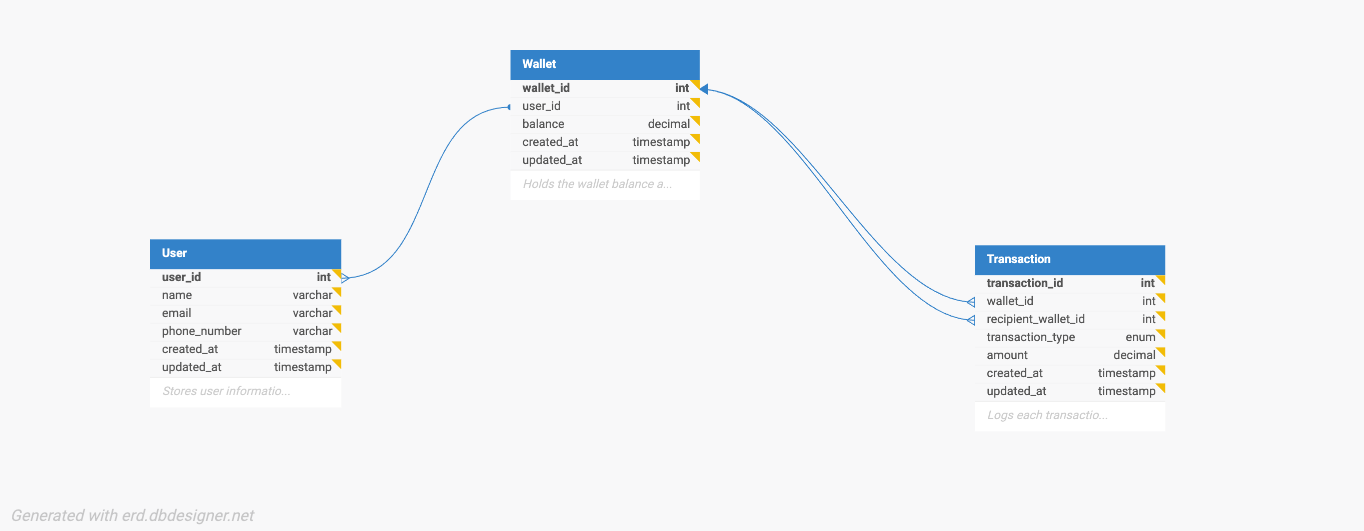 Wallet
wallet_id int
user_id int
balance decimal
created_at timestamp
updated_at timestamp
Holds the wallet balance a...
User
user_id int
name varchar
email varchar
phone_number varchar
created_at timestamp
updated_at timestamp
Stores user informatio...
Transaction
transaction_id int
wallet_id int
recipient_wallet_id int
transaction_type enum
amount decimal
created_at timestamp
updated_at timestamp
Logs each transactio...
Generated with erd.dbdesigner.net